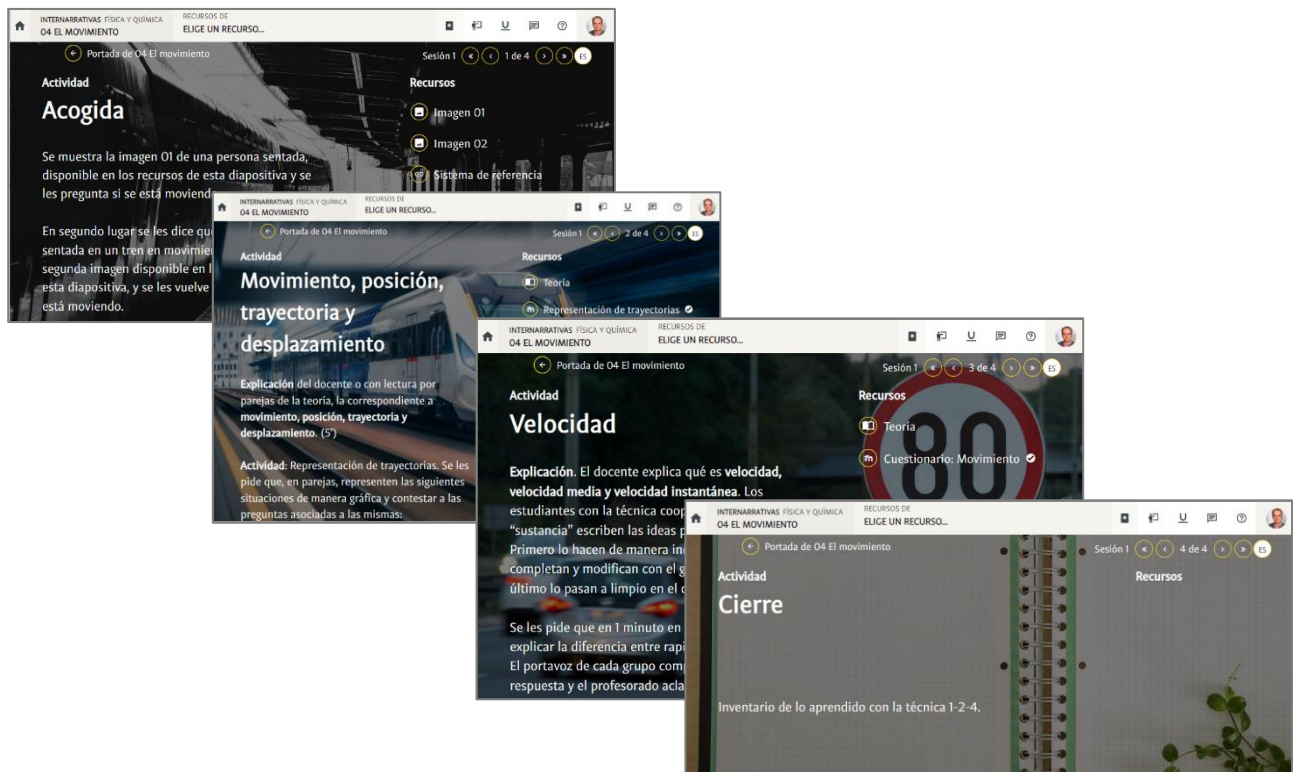 INTERNARRATIVAS FÍSICA Y QUÍMICA
04 EL MOVIMIENTO
RECURSOS DE
ELIGE UN RECURSO...
Portada de 04 El movimiento
Sesión 1 1 de 4 ES
Actividad
Acogida
Se muestra la imagen 01 de una persona sentada,
disponible en los recursos de esta diapositiva y se
les pregunta si se está
En segundo lugar se les dice
sentada en un tren en
segunda imagen disponible en
esta diapositiva, y se les vuelve
está moviendo.
Recursos
Imagen 01
Imagen 02
Sistema de referencia
INTERNARRATIVAS FÍSICA Y QUÍMICA
04 EL MOVIMIENTO
RECURSOS DE
ELIGE UN RECURSO...
Portada de 04 El movimiento
Sesión 1 2 de 4 ES
Actividad
Movimiento, posición,
trayectoria y
desplazamiento
Explicación del docente o con lectura por
parejas de la teoría, la correspondiente a
movimiento, posición, trayectoria y
desplazamiento. (5')
Actividad: Representación de trayectorias. Se les
pide que, en parejas, representen las siguientes
situaciones de manera gráfica y contestar a las
preguntas asociadas a las mismas:
Recursos
Teoría
Representación de trayectorias
INTERNARRATIVAS FÍSICA Y QUÍMICA
04 EL MOVIMIENTO
RECURSOS DE
ELIGE UN RECURSO...
Portada de 04 El movimiento
Sesión 1 3 de 4 ES
Actividad
Velocidad
Explicación. El docente explica qué es velocidad,
velocidad media y velocidad instantánea. Los
estudiantes con la técnica
"sustancia" escriben las ideas
Primero lo hacen de manera
completan y modifican con el
último lo pasan a limpio en el
Se les pide que en 1 minuto en
explicar la diferencia entre
El portavoz de cada grupo
respuesta y el profesorado
Recursos
Teoría
Cuestionario: Movimiento
80
INTERNARRATIVAS FÍSICA Y QUÍMICA
04 EL MOVIMIENTO
RECURSOS DE
ELIGE UN RECURSO...
Portada de 04 El movimiento
Sesión 1 4 de 4 ES
Actividad
Cierre
Inventario de lo aprendido con la técnica 1-2-4.
Recursos